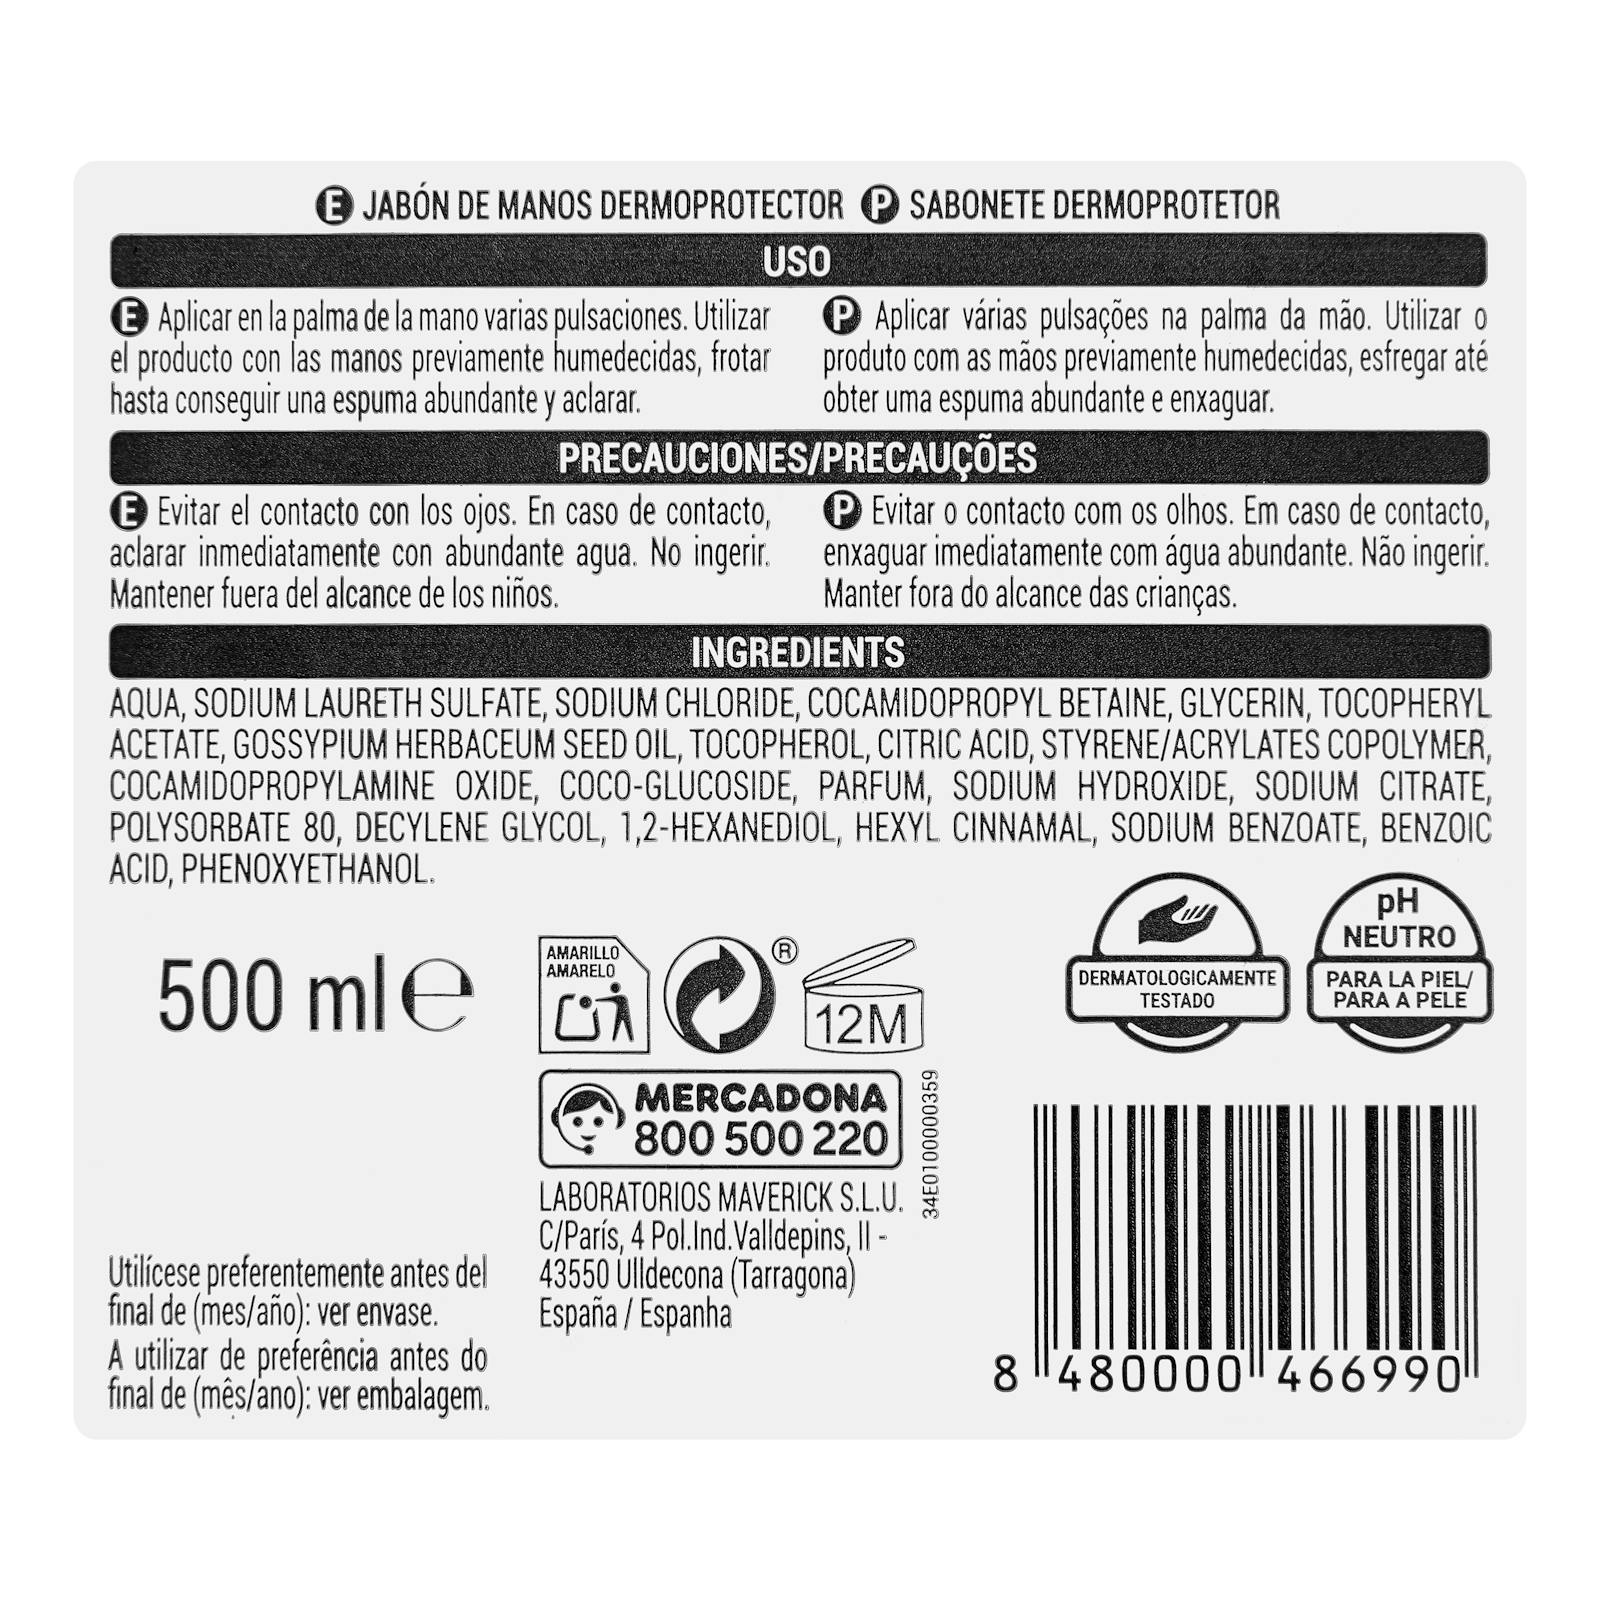 E JABÓN DE MANOS DERMOPROTECTOR P SABONETE DERMOPROTETOR
USO
E Aplicar en la palma de la mano varias pulsaciones. Utilizar
el producto con las manos previamente humedecidas, frotar
hasta conseguir una espuma abundante y aclarar.
P Aplicar várias pulsações na palma da mão. Utilizar o
produto com as mãos previamente humedecidas, esfregar até
obter uma espuma abundante e enxaguar.
PRECAUCIONES/PRECAUÇÕES
E Evitar el contacto con los ojos. En caso de contacto,
aclarar inmediatamente con abundante agua. No ingerir.
Mantener fuera del alcance de los niños.
P Evitar o contacto com os olhos. Em caso de contacto,
enxaguar imediatamente com água abundante. Não ingerir.
Manter fora do alcance das crianças.
INGREDIENTS
AQUA, SODIUM LAURETH SULFATE, SODIUM CHLORIDE, COCAMIDOPROPYL BETAINE, GLYCERIN, TOCOPHERYL
ACETATE, GOSSYPIUM HERBACEUM SEED OIL, TOCOPHEROL, CITRIC ACID, STYRENE/ACRYLATES COPOLYMER,
COCAMIDOPROPYLAMINE OXIDE, COCO-GLUCOSIDE, PARFUM, SODIUM HYDROXIDE, SODIUM CITRATE,
POLYSORBATE 80, DECYLENE GLYCOL, 1,2-HEXANEDIOL, HEXYL CINNAMAL, SODIUM BENZOATE, BENZOIC
ACID, PHENOXYETHANOL.
500 ml e
AMARILLO
AMARELO
®
12M
DERMATOLOGICAMENTE
TESTADO
pH
NEUTRO
PARA LA PIEL/
PARA A PELE
MERCADONA
800 500 220
34E0100000359
LABORATORIOS MAVERICK S.L.U.
C/París, 4 Pol.Ind.Valldepins, II -
43550 Ulldecona (Tarragona)
España / Espanha
Utilícese preferentemente antes del
final de (mes/año): ver envase.
A utilizar de preferência antes do
final de (mês/ano): ver embalagem.
8 480000 466990